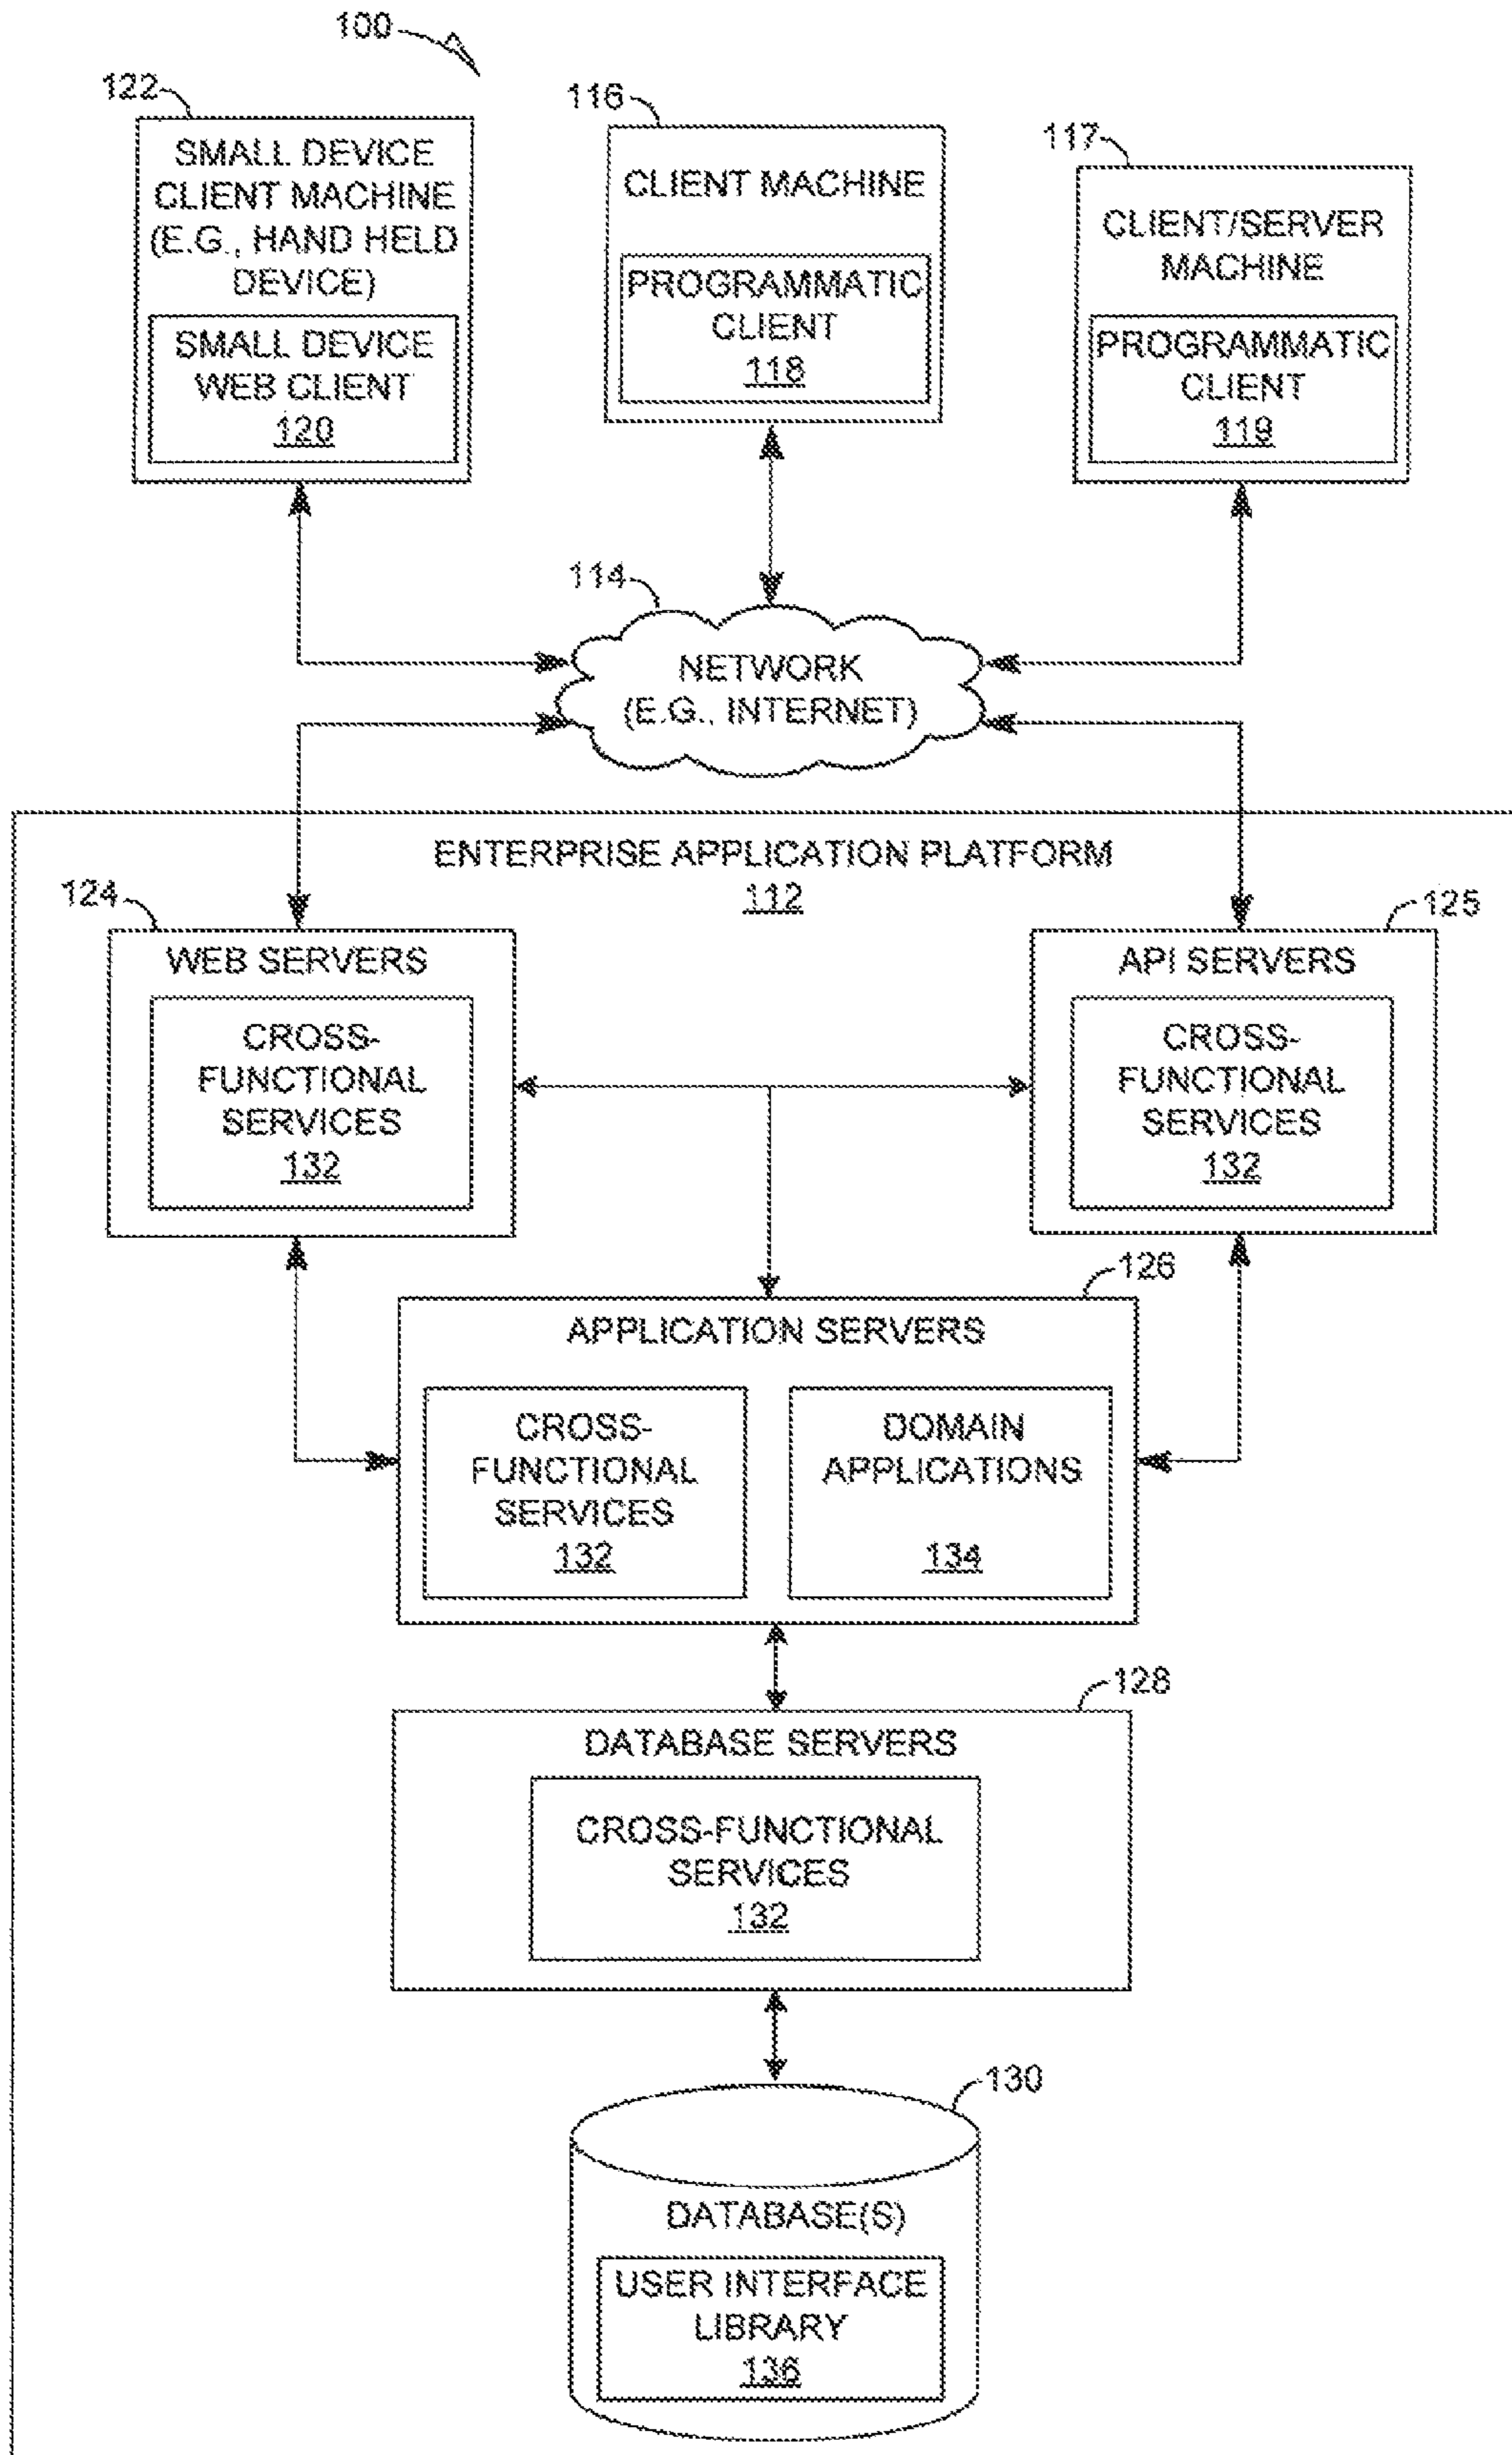 100
122
SMALL DEVICE
CLIENT MACHINE
(E.G., HAND HELD
DEVICE)
SMALL DEVICE
WEB CLIENT
120
116
CLIENT MACHINE
PROGRAMMATIC
CLIENT
118
117
CLIENT/SERVER
MACHINE
PROGRAMMATIC
CLIENT
119
114
NETWORK
(E.G., INTERNET)
ENTERPRISE APPLICATION PLATFORM
112
124
WEB SERVERS
CROSS-
FUNCTIONAL
SERVICES
132
125
API SERVERS
CROSS-
FUNCTIONAL
SERVICES
132
126
APPLICATION SERVERS
CROSS-
FUNCTIONAL
SERVICES
132
DOMAIN
APPLICATIONS
134
128
DATABASE SERVERS
CROSS-FUNCTIONAL
SERVICES
132
130
DATABASE(S)
USER INTERFACE
LIBRARY
136